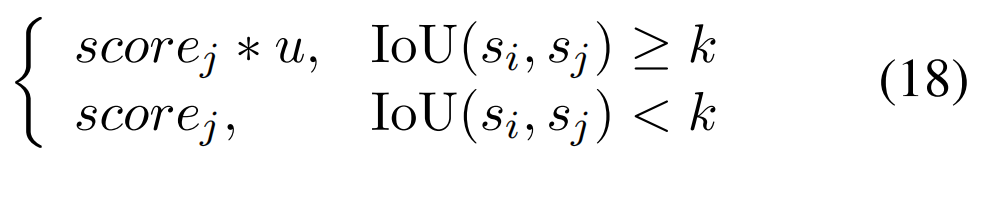 score_j * u, IoU(s_i, s_j) ≥ k
score_j, IoU(s_i, s_j) < k
(18)